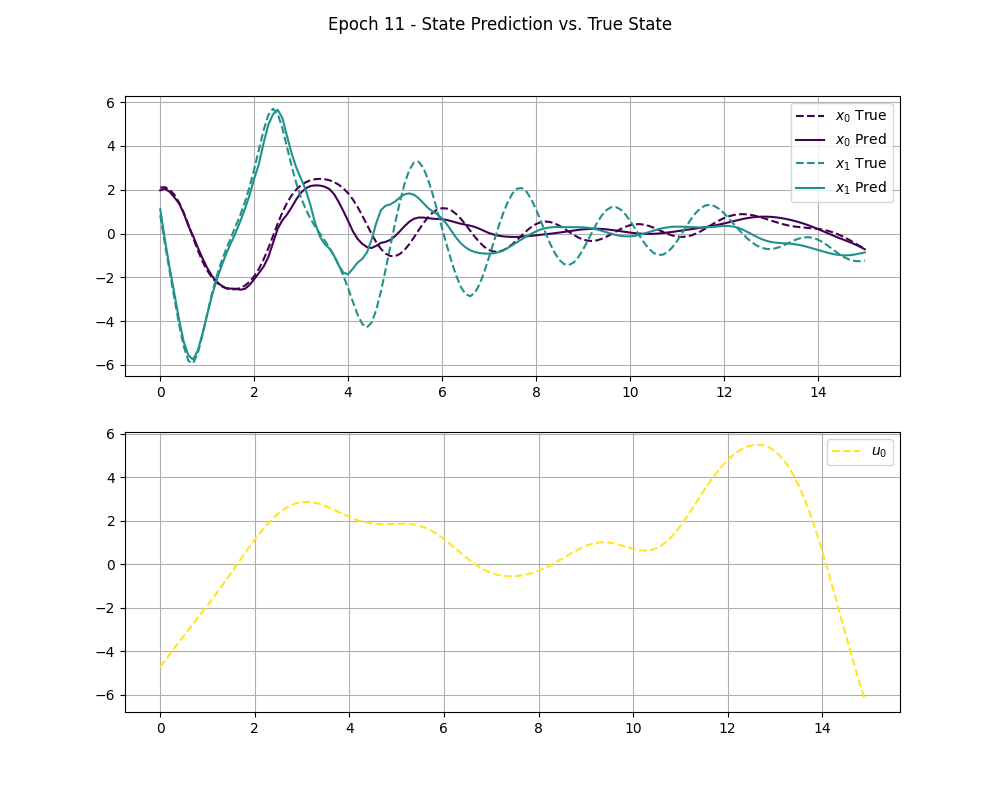 Epoch 11 - State Prediction vs. True State
6
4
2
0
−2
−4
−6
0 2 4 6 8 10 12 14
x₀ True
x₀ Pred
x₁ True
x₁ Pred
6
4
2
0
−2
−4
−6
0 2 4 6 8 10 12 14
u₀